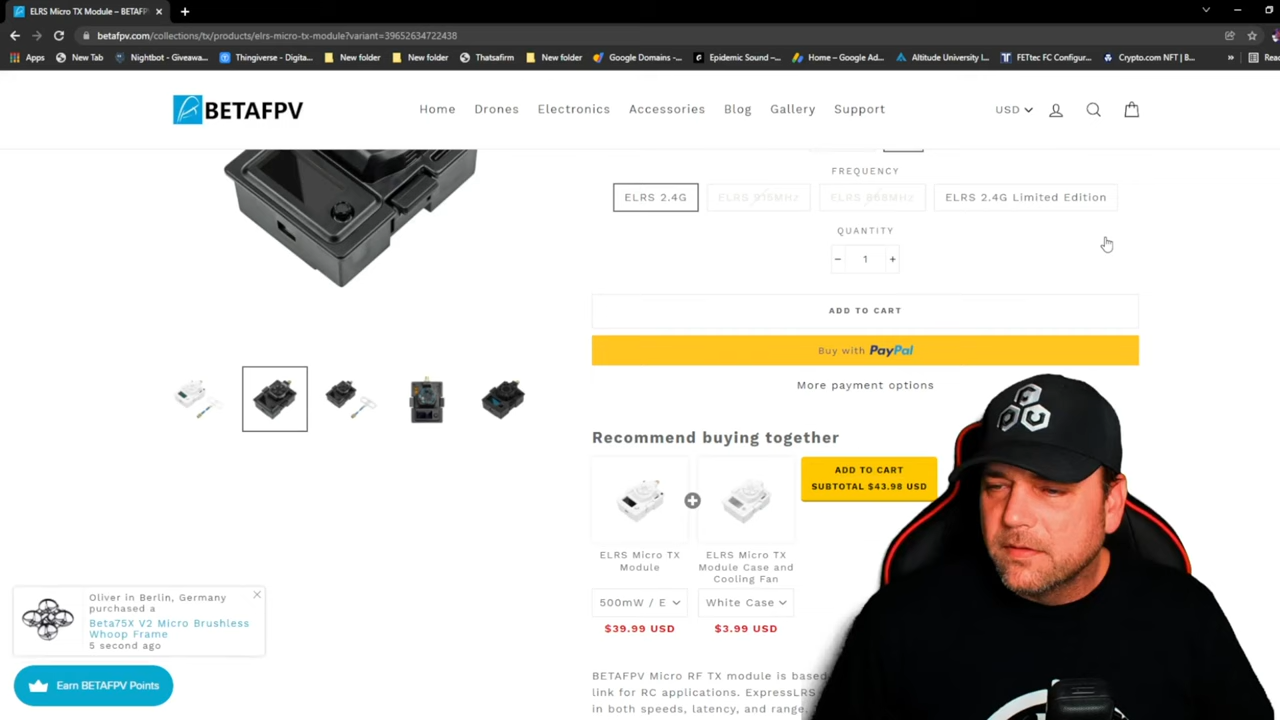 ELRS Micro TX Module – BETAFP
betafpv.com/collections/tx/products/elrs-micro-tx-module?variant=39652634722438
Apps
New Tab
Nightbot - Giveawa...
Thingiverse - Digita...
New folder
New folder
Thatsafirm
New folder
Google Domains -...
Epidemic Sound –...
Home – Google Ad...
Altitude University l...
FETtec FC Configur...
Crypto.com NFT | B...
»
BETAFPV
Home
Drones
Electronics
Accessories
Blog
Gallery
Support
USD
FREQUENCY
ELRS 2.4G
ELRS 915MHz
ELRS 868MHz
ELRS 2.4G Limited Edition
QUANTITY
− 1 +
ADD TO CART
Buy with PayPal
More payment options
Recommend buying together
ADD TO CART
SUBTOTAL $43.98 USD
ELRS Micro TX
Module
ELRS Micro TX
Module Case and
Cooling Fan
500mW / E
White Case
$39.99 USD
$3.99 USD
Oliver in Berlin, Germany
purchased a
Beta75X V2 Micro Brushless
Whoop Frame
5 second ago
Earn BETAFPV Points
BETAFPV Micro RF TX module is based
link for RC applications. ExpressLRS
in both speeds, latency, and range.